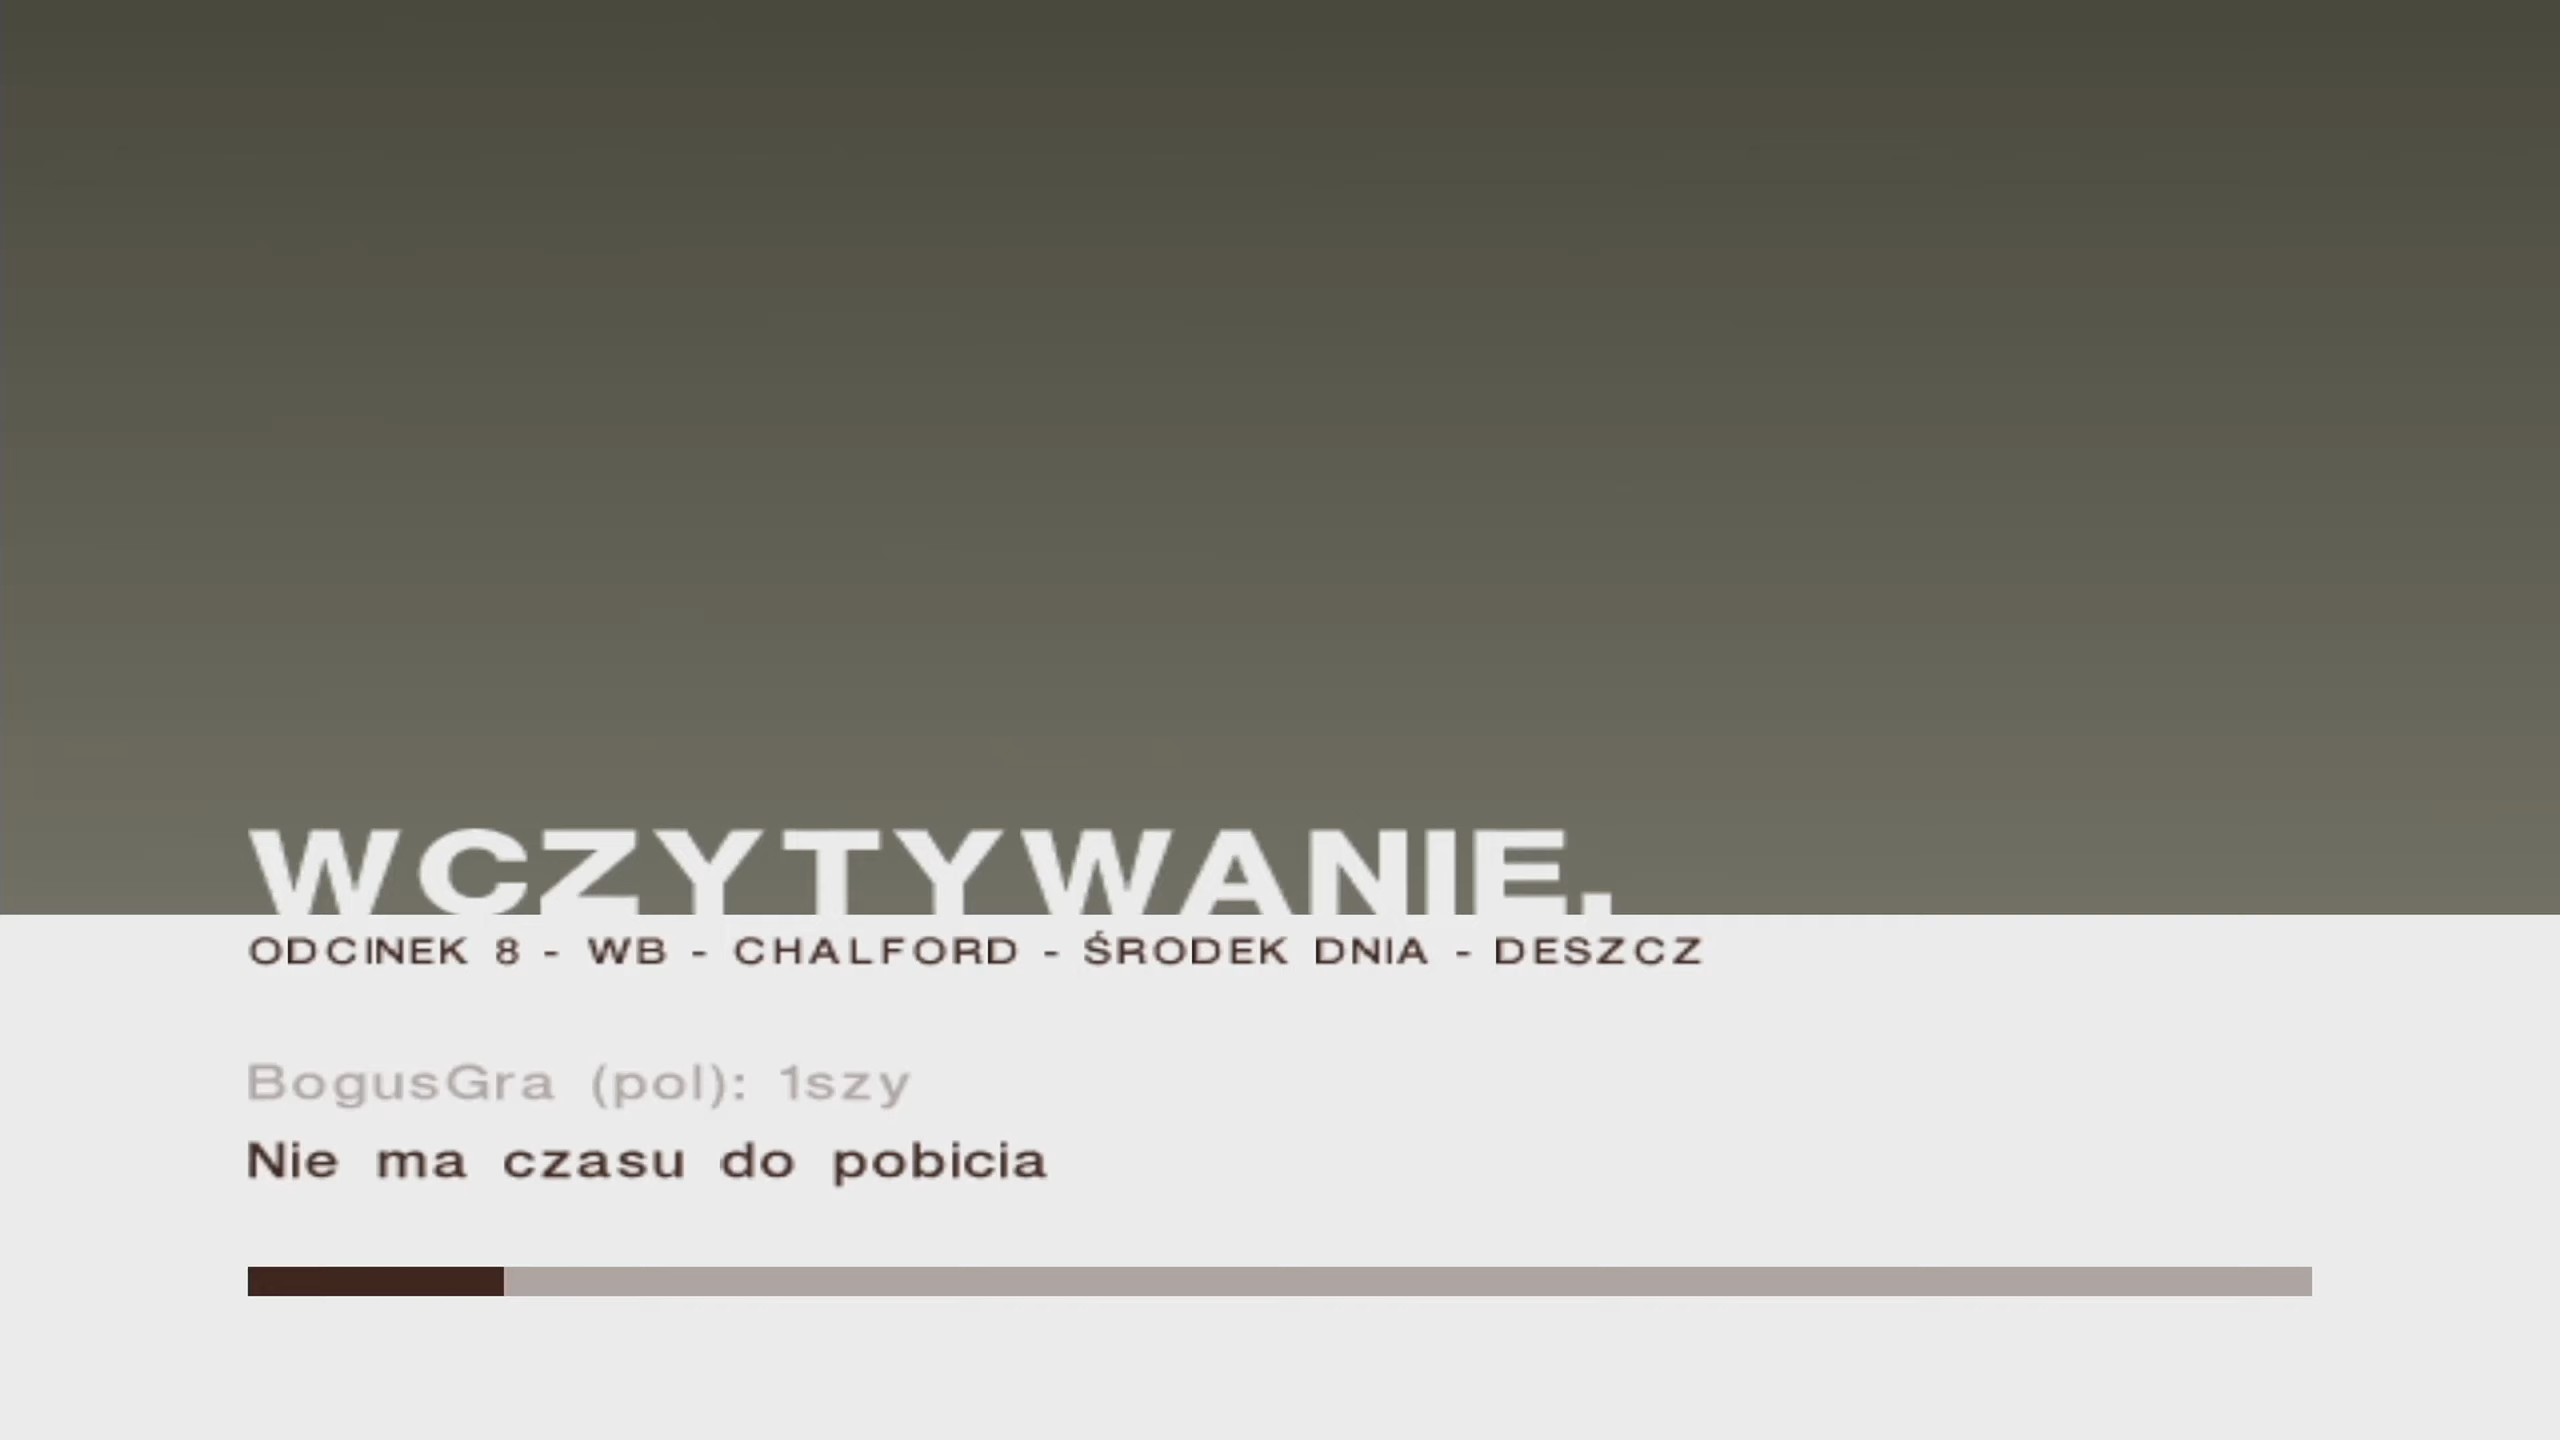 WCZYTYWANIE.
ODCINEK 8 - WB - CHALFORD - ŚRODEK DNIA - DESZCZ
BogusGra (pol): 1szy
Nie ma czasu do pobicia